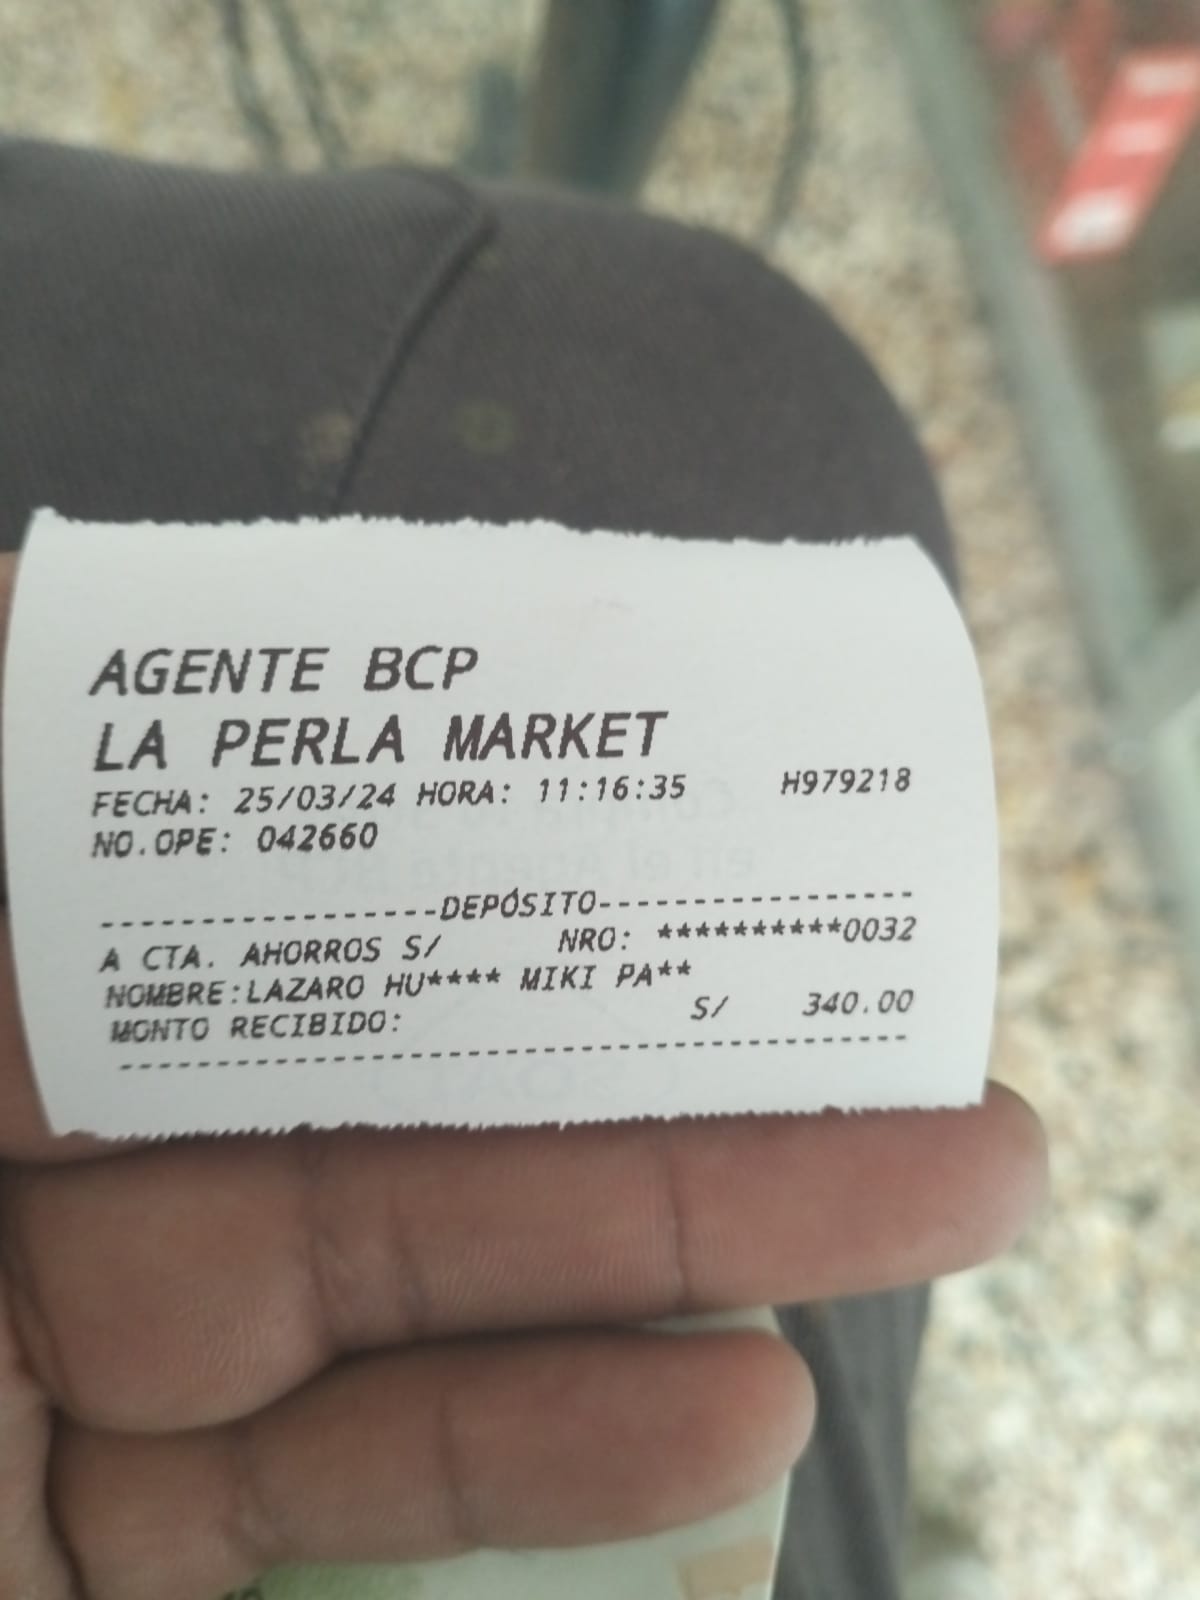 AGENTE BCP
LA PERLA MARKET
FECHA: 25/03/24 HORA: 11:16:35 H979218
NO.OPE: 042660
-----------------DEPÓSITO-----------------
A CTA. AHORROS S/ NRO: **********0032
NOMBRE:LAZARO HU**** MIKI PA**
MONTO RECIBIDO: S/ 340.00